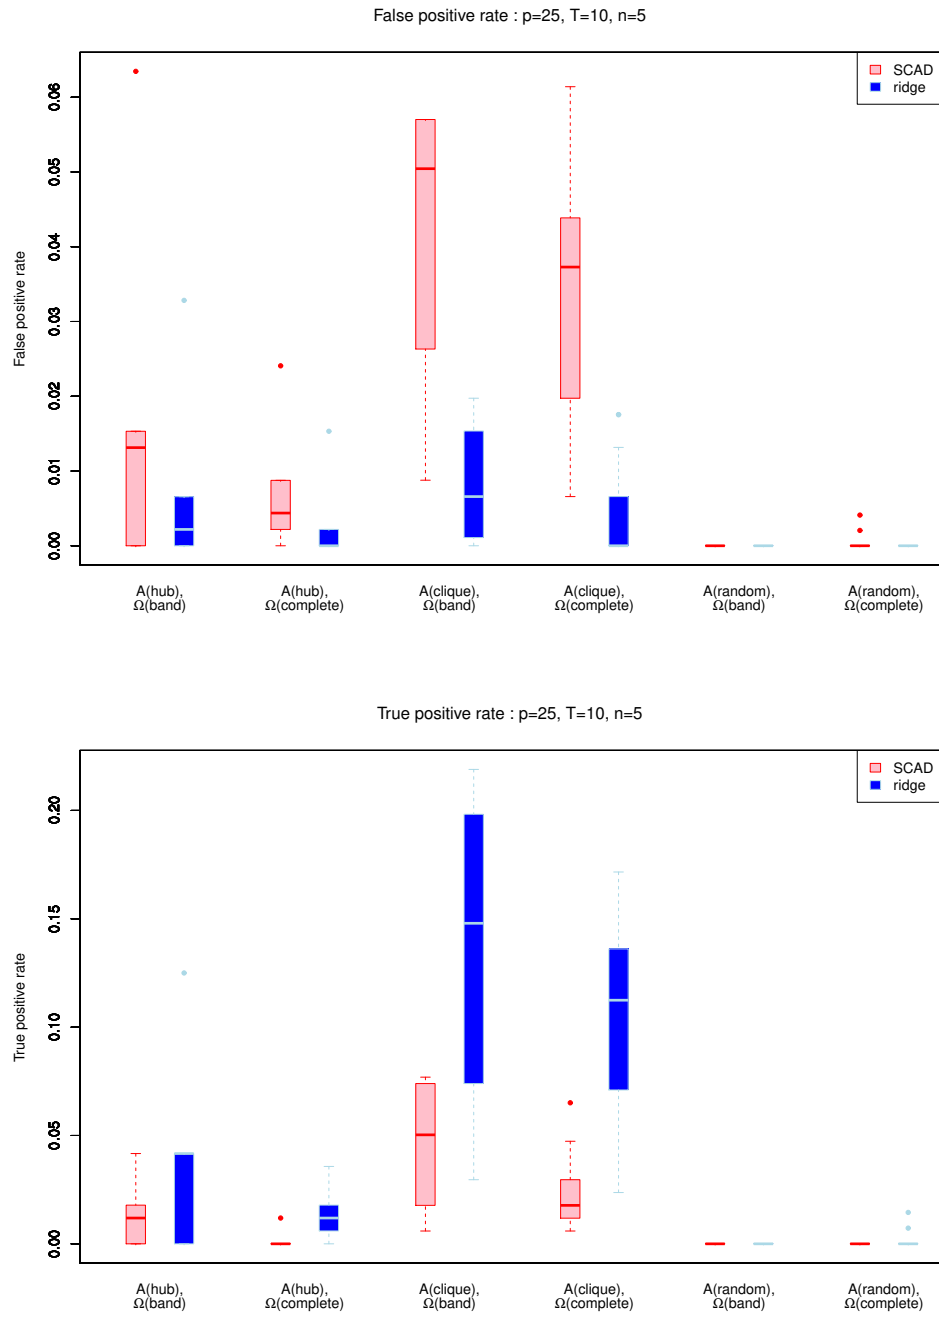 False positive rate : p=25, T=10, n=5
SCAD
ridge
False positive rate
0.06
0.05
0.04
0.03
0.02
0.01
0.00
A(hub),
Ω(band)
A(hub),
Ω(complete)
A(clique),
Ω(band)
A(clique),
Ω(complete)
A(random),
Ω(band)
A(random),
Ω(complete)
True positive rate : p=25, T=10, n=5
SCAD
ridge
True positive rate
0.20
0.15
0.10
0.05
0.00
A(hub),
Ω(band)
A(hub),
Ω(complete)
A(clique),
Ω(band)
A(clique),
Ω(complete)
A(random),
Ω(band)
A(random),
Ω(complete)